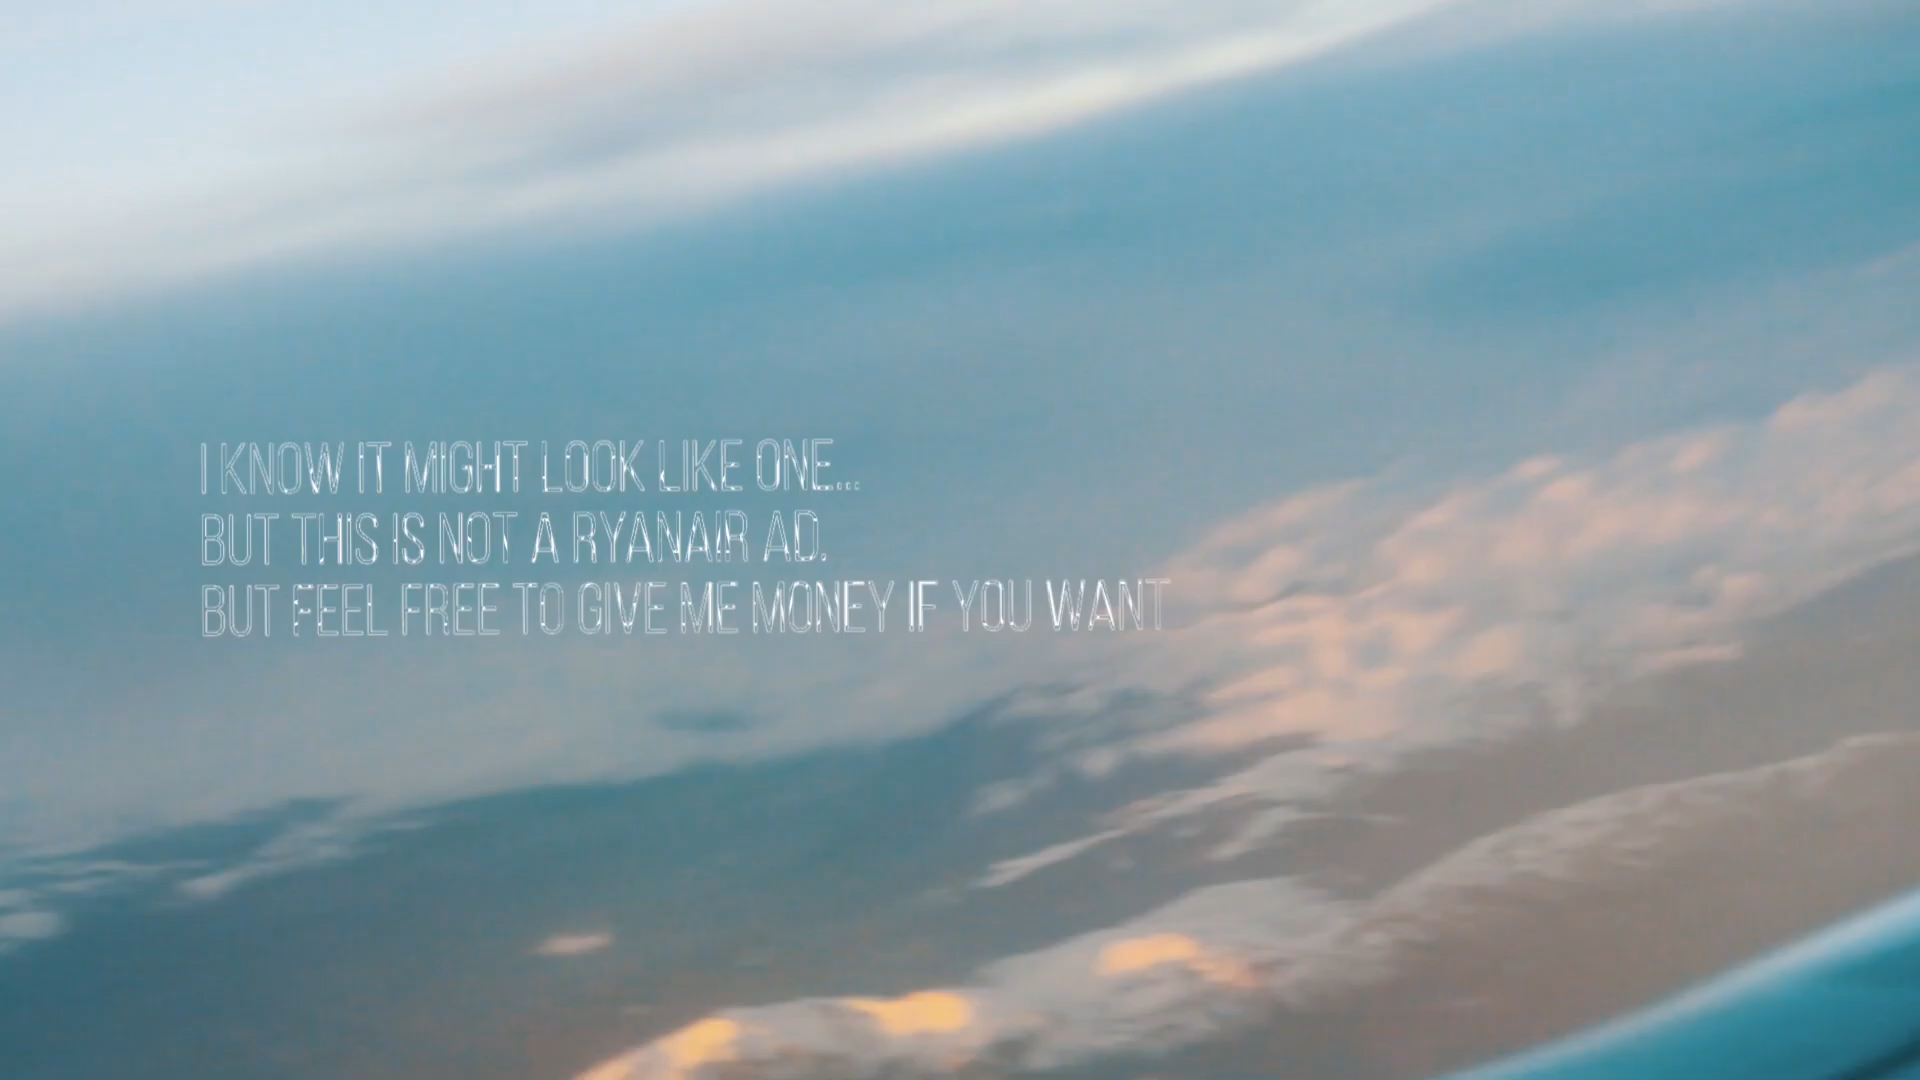 I KNOW IT MIGHT LOOK LIKE ONE...
BUT THIS IS NOT A RYANAIR AD.
BUT FEEL FREE TO GIVE ME MONEY IF YOU WANT